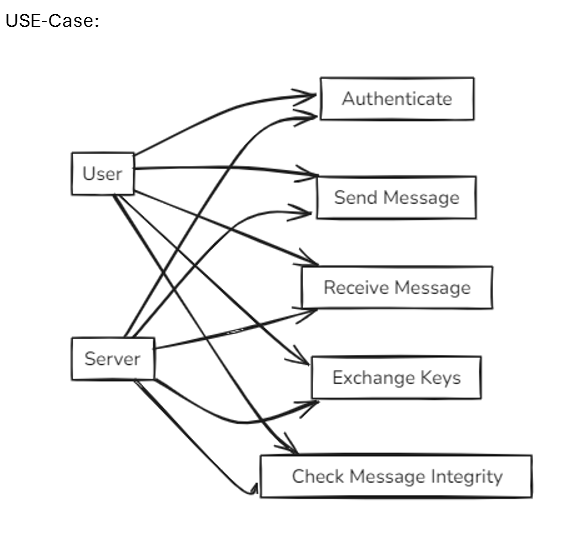 USE-Case:
Authenticate
User
Send Message
Receive Message
Server
Exchange Keys
Check Message Integrity